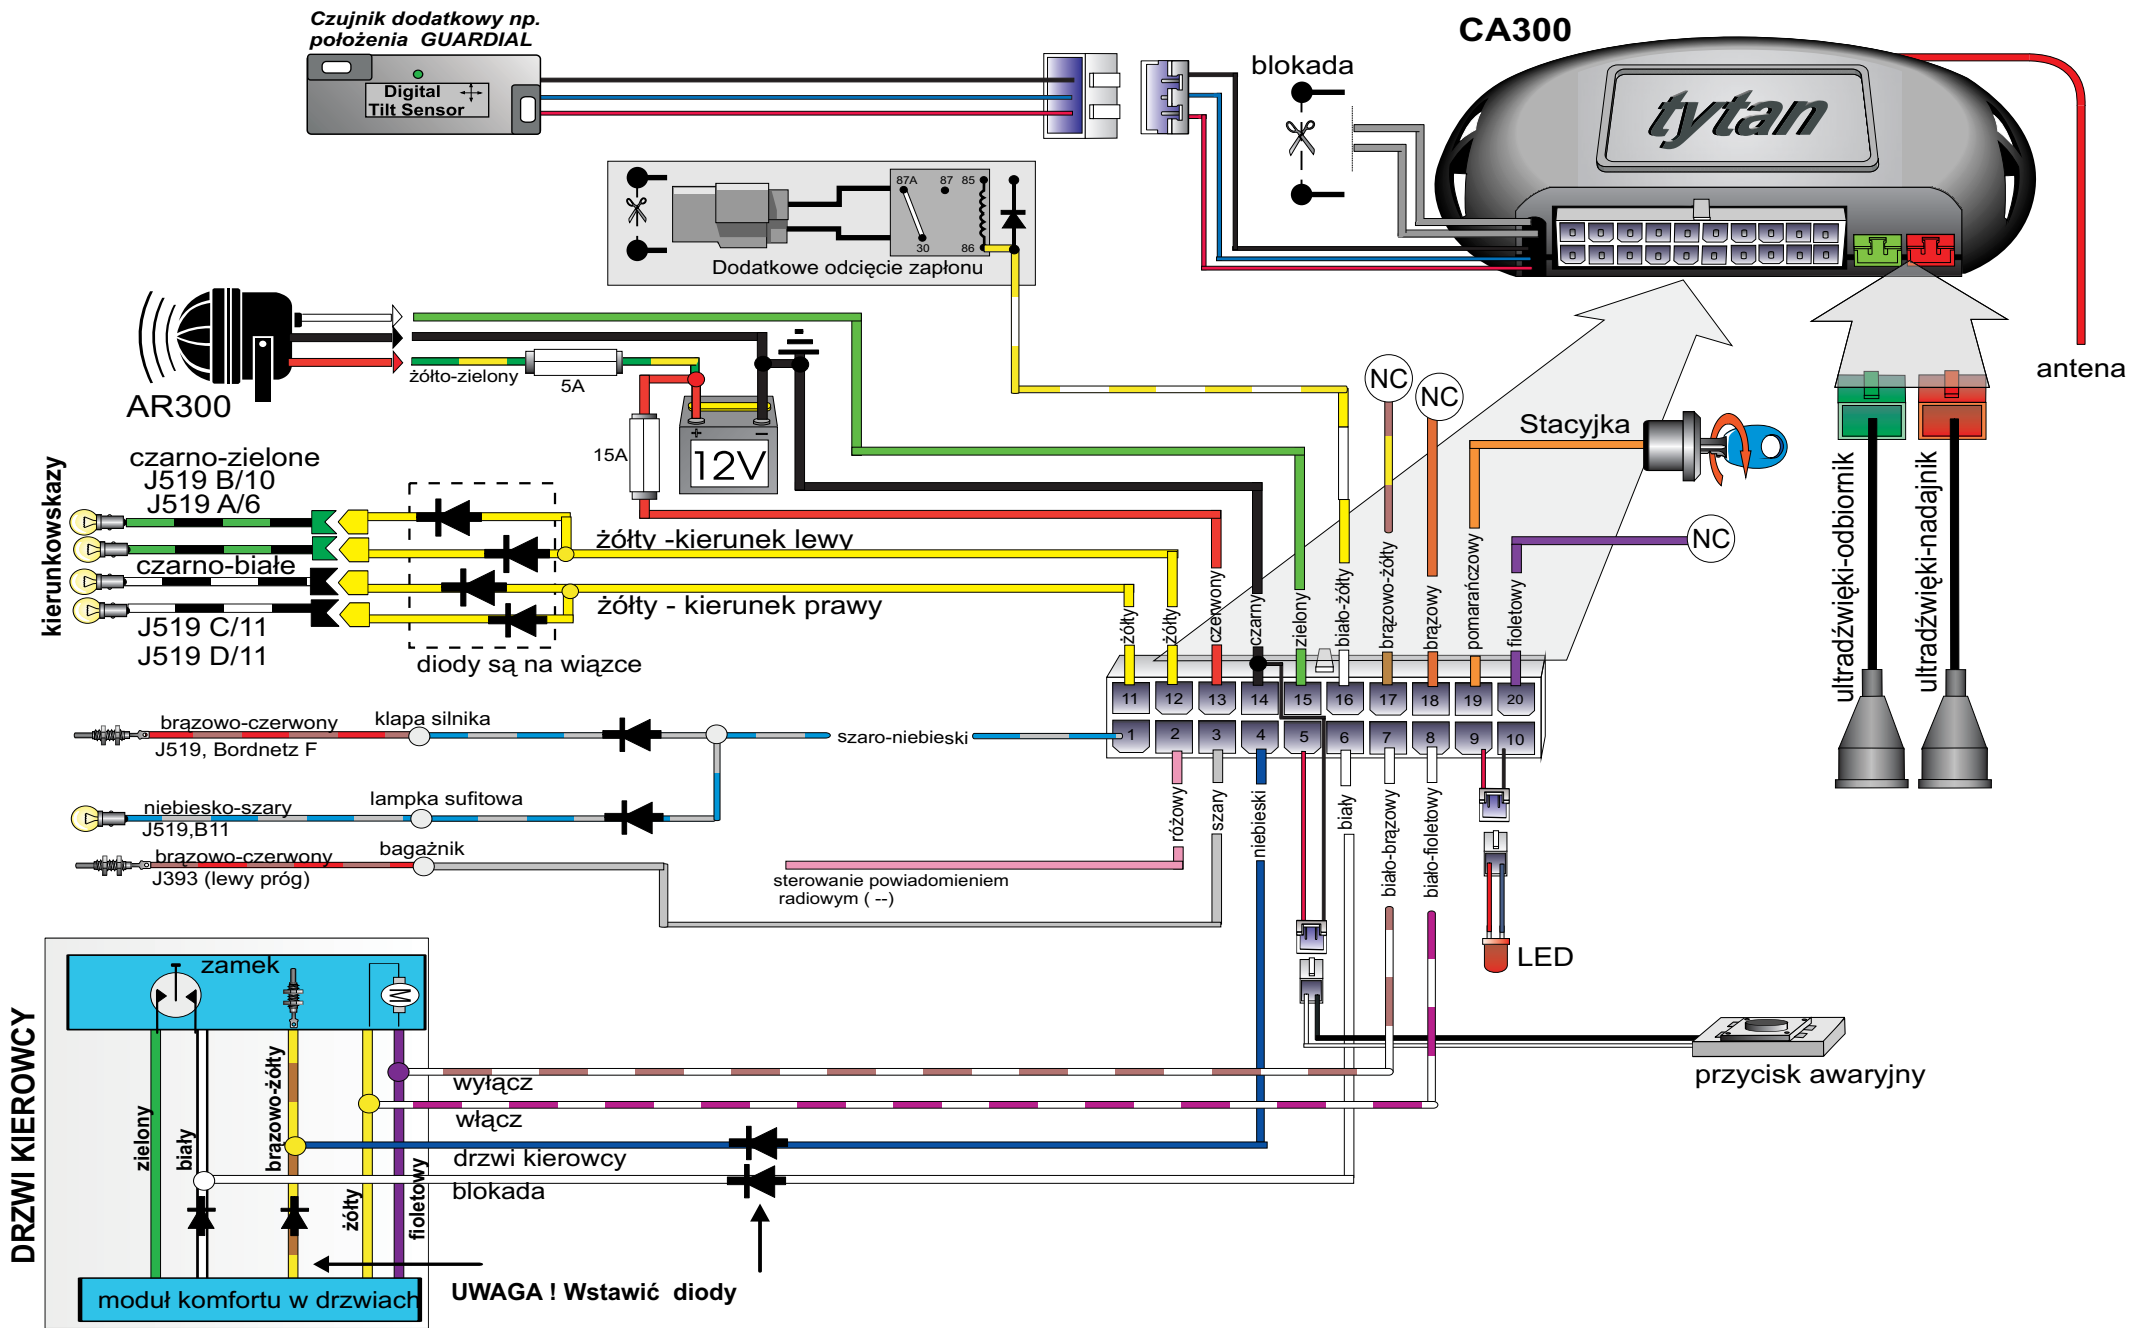 Czujnik dodatkowy np.
położenia GUARDIAL
Digital
Tilt Sensor
CA300
blokada
tytan
antena
87A
87
85
30
86
Dodatkowe odcięcie zapłonu
AR300
żółto-zielony
5A
15A
+
−
12V
NC
NC
Stacyjka
NC
kierunkowskazy
czarno-zielone
J519 B/10
J519 A/6
czarno-białe
J519 C/11
J519 D/11
diody są na wiązce
żółty -kierunek lewy
żółty - kierunek prawy
żółty
żółty
czerwony
czarny
zielony
biało-żółty
brązowo-żółty
brązowy
pomarańczowy
fioletowy
ultradźwięki-odbiornik
ultradźwięki-nadajnik
11
12
13
14
15
16
17
18
19
20
1
2
3
4
5
6
7
8
9
10
brązowo-czerwony
J519, Bordnetz F
klapa silnika
szaro-niebieski
niebiesko-szary
J519,B11
lampka sufitowa
brązowo-czerwony
J393 (lewy próg)
bagażnik
różowy
szary
niebieski
biały
biało-brązowy
biało-fioletowy
sterowanie powiadomieniem
radiowym ( --)
LED
przycisk awaryjny
DRZWI KIEROWCY
zamek
M
zielony
biały
brązowo-żółty
żółty
fioletowy
wyłącz
włącz
drzwi kierowcy
blokada
moduł komfortu w drzwiach
UWAGA ! Wstawić diody